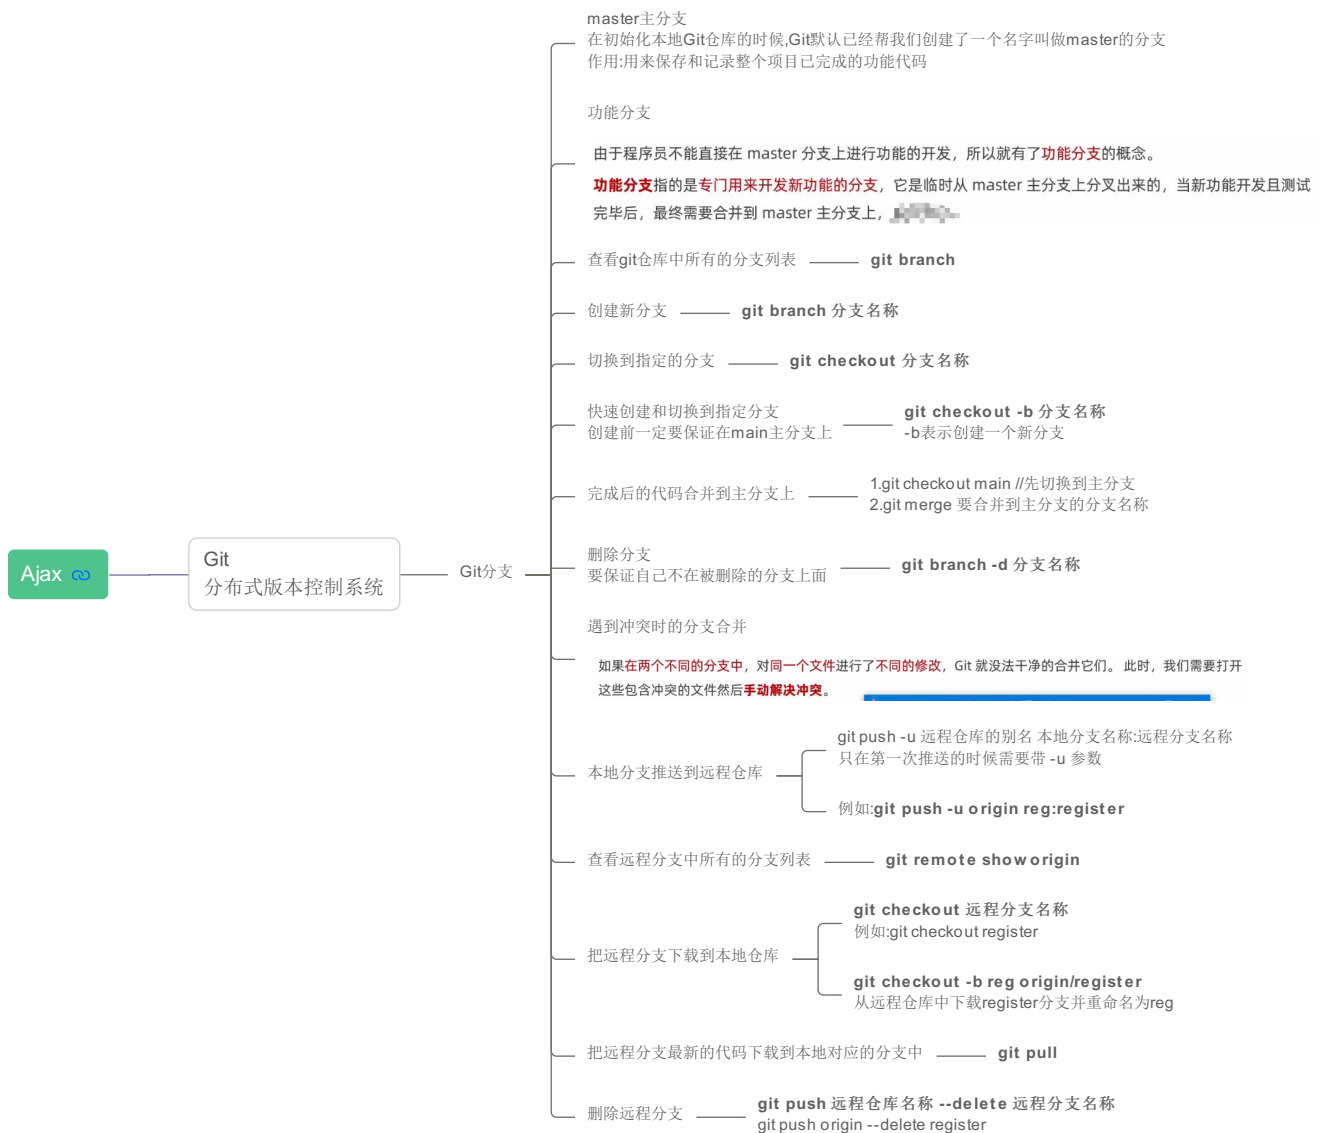 master主分支
在初始化本地Git仓库的时候,Git默认已经帮我们创建了一个名字叫做master的分支
作用:用来保存和记录整个项目已完成的功能代码
功能分支
由于程序员不能直接在 master 分支上进行功能的开发，所以就有了功能分支的概念。
功能分支指的是专门用来开发新功能的分支，它是临时从 master 主分支上分叉出来的，当新功能开发且测试
完毕后，最终需要合并到 master 主分支上，
查看git仓库中所有的分支列表 git branch
创建新分支 git branch 分支名称
切换到指定的分支 git checkout 分支名称
快速创建和切换到指定分支
创建前一定要保证在main主分支上
git checkout -b 分支名称
-b表示创建一个新分支
完成后的代码合并到主分支上
1.git checkout main //先切换到主分支
2.git merge 要合并到主分支的分支名称
Ajax
Git
分布式版本控制系统
Git分支
删除分支
要保证自己不在被删除的分支上面
git branch -d 分支名称
遇到冲突时的分支合并
如果在两个不同的分支中，对同一个文件进行了不同的修改，Git 就没法干净的合并它们。 此时，我们需要打开
这些包含冲突的文件然后手动解决冲突。
本地分支推送到远程仓库
git push -u 远程仓库的别名 本地分支名称:远程分支名称
只在第一次推送的时候需要带 -u 参数
例如:git push -u origin reg:register
查看远程分支中所有的分支列表 git remote show origin
把远程分支下载到本地仓库
git checkout 远程分支名称
例如:git checkout register
git checkout -b reg origin/register
从远程仓库中下载register分支并重命名为reg
把远程分支最新的代码下载到本地对应的分支中 git pull
删除远程分支
git push 远程仓库名称 --delete 远程分支名称
git push origin --delete register